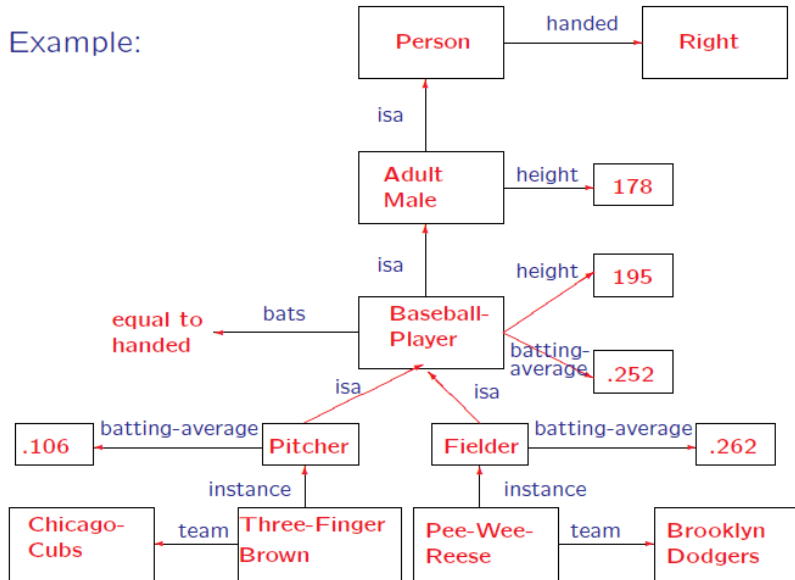 Example:
Person
handed
Right
isa
Adult
Male
height
178
isa
height
195
equal to
handed
bats
Baseball-
Player
batting-
average
.252
isa
isa
.106
batting-average
Pitcher
Fielder
batting-average
.262
instance
instance
Chicago-
Cubs
team
Three-Finger
Brown
Pee-Wee-
Reese
team
Brooklyn
Dodgers